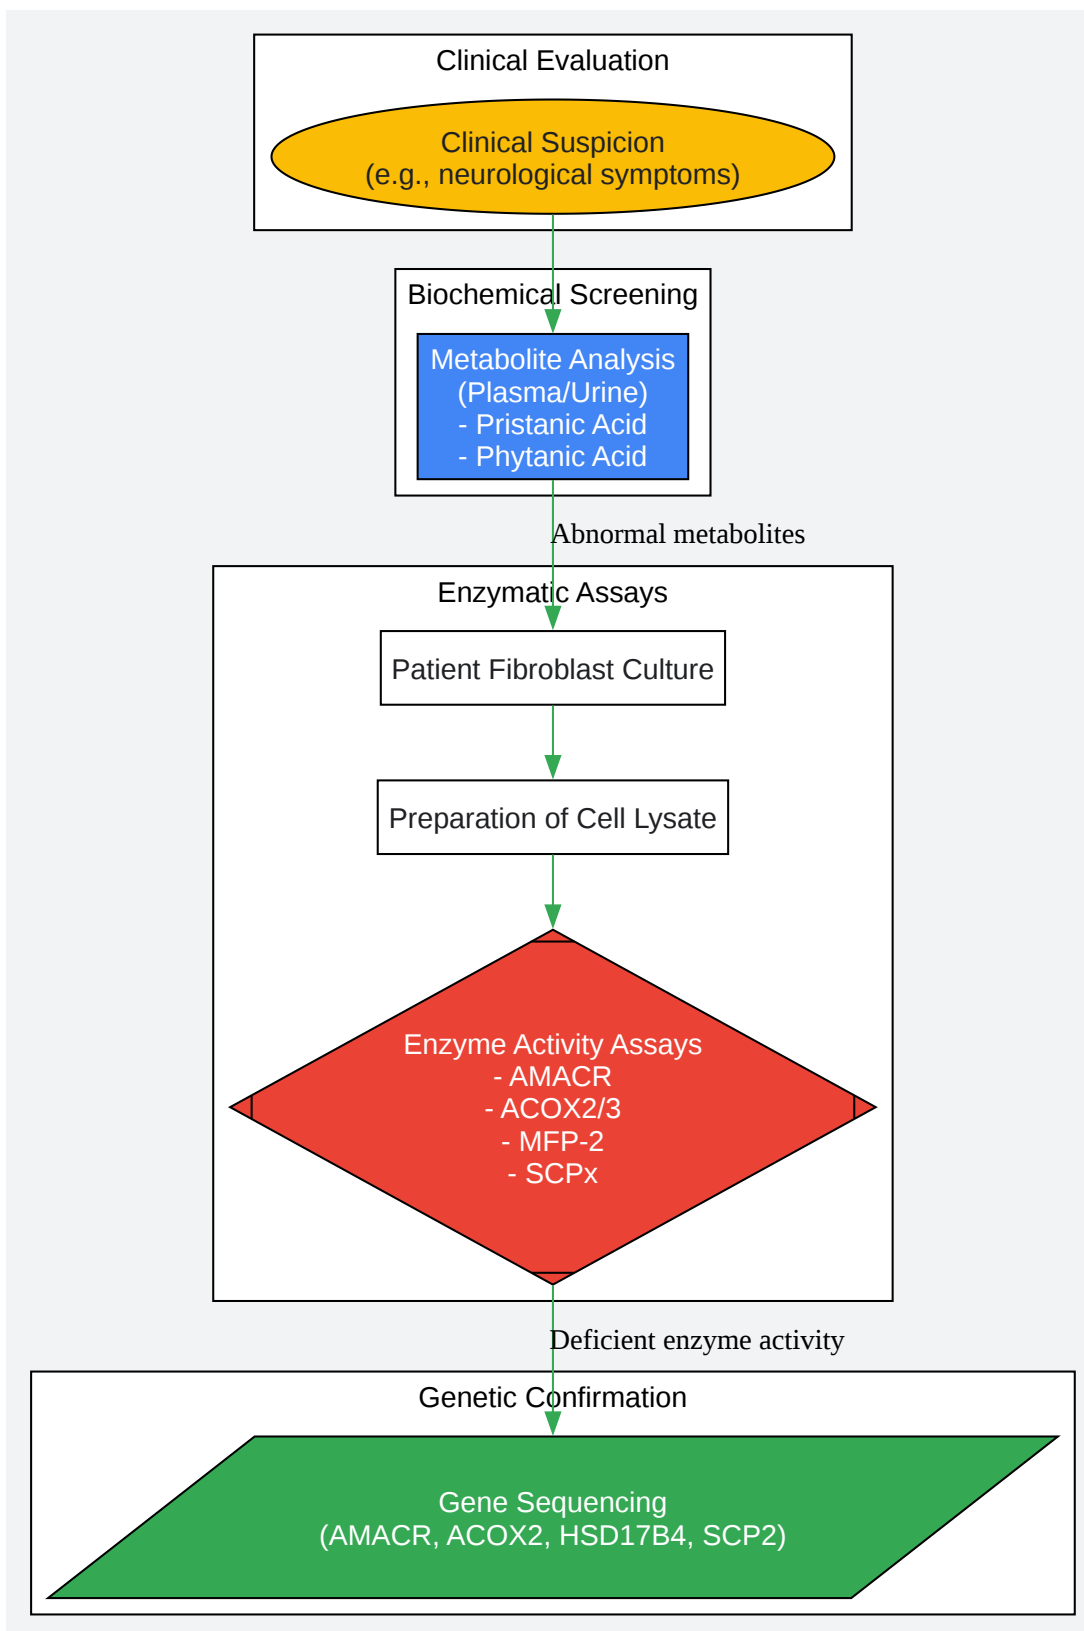 Clinical Evaluation
Clinical Suspicion
(e.g., neurological symptoms)
Biochemical Screening
Metabolite Analysis
(Plasma/Urine)
- Pristanic Acid
- Phytanic Acid
Abnormal metabolites
Enzymatic Assays
Patient Fibroblast Culture
Preparation of Cell Lysate
Enzyme Activity Assays
- AMACR
- ACOX2/3
- MFP-2
- SCPx
Deficient enzyme activity
Genetic Confirmation
Gene Sequencing
(AMACR, ACOX2, HSD17B4, SCP2)